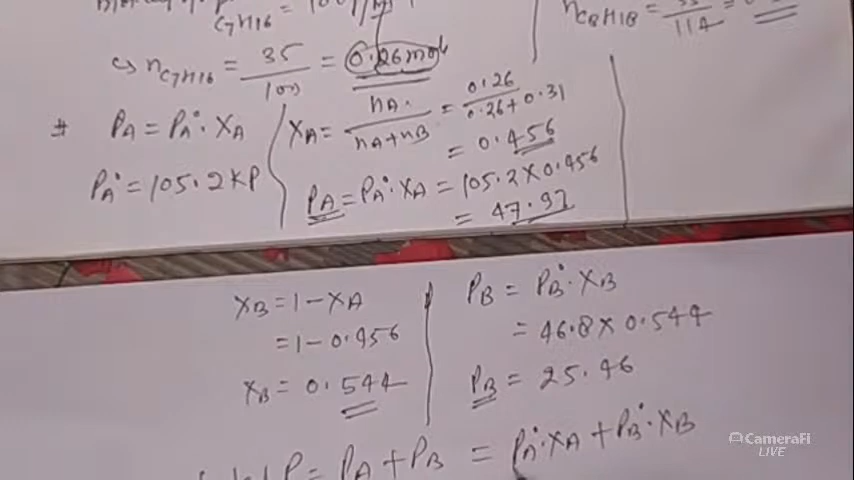 C7H16 = 100 g/
nC7H16 = 35/100 = 0.26 mol
nC8H18 = 35/114 =
# PA = PA°. XA
PA° = 105.2 KP
XA = nA./nA+nB = 0.26/0.26+0.31
= 0.456
PA = PA°. XA = 105.2 X 0.456
= 47.97
XB = 1 - XA
= 1 - 0.456
XB = 0.544
PB = PB°. XB
= 46.8 X 0.544
PB = 25.46
P = PA + PB = PA°. XA + PB°. XB
CameraFi
LIVE